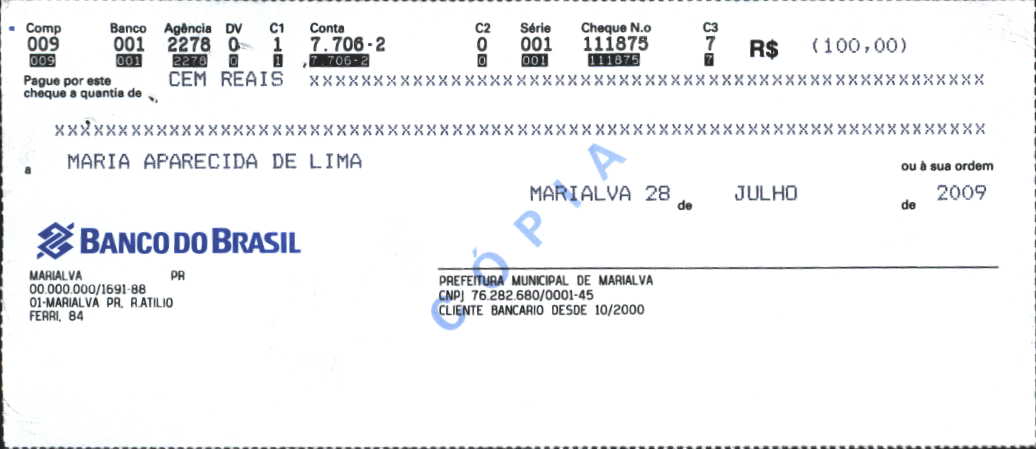 Comp Banco Agência DV C1 Conta C2 Série Cheque N.o C3
009 001 2278 0 1 7.706-2 0 001 111875 7 R$ (100,00)
009 001 2278 0 1 7.706-2 0 001 111875 7
Pague por este CEM REAIS XXXXXXXXXXXXXXXXXXXXXXXXXXXXXXXXXXXXXXXXXXXXXXXXXXXXXX
cheque a quantia de
XXXXXXXXXXXXXXXXXXXXXXXXXXXXXXXXXXXXXXXXXXXXXXXXXXXXXXXXXXXXXXXXXXXXXXXXXX
a MARIA APARECIDA DE LIMA ou à sua ordem
MARIALVA 28 de JULHO de 2009
CÓPIA
BANCO DO BRASIL
MARIALVA PR
00.000.000/1691-88
01-MARIALVA PR, R.ATILIO
FERRI, 84
PREFEITURA MUNICIPAL DE MARIALVA
CNPJ 76.282.680/0001-45
CLIENTE BANCARIO DESDE 10/2000